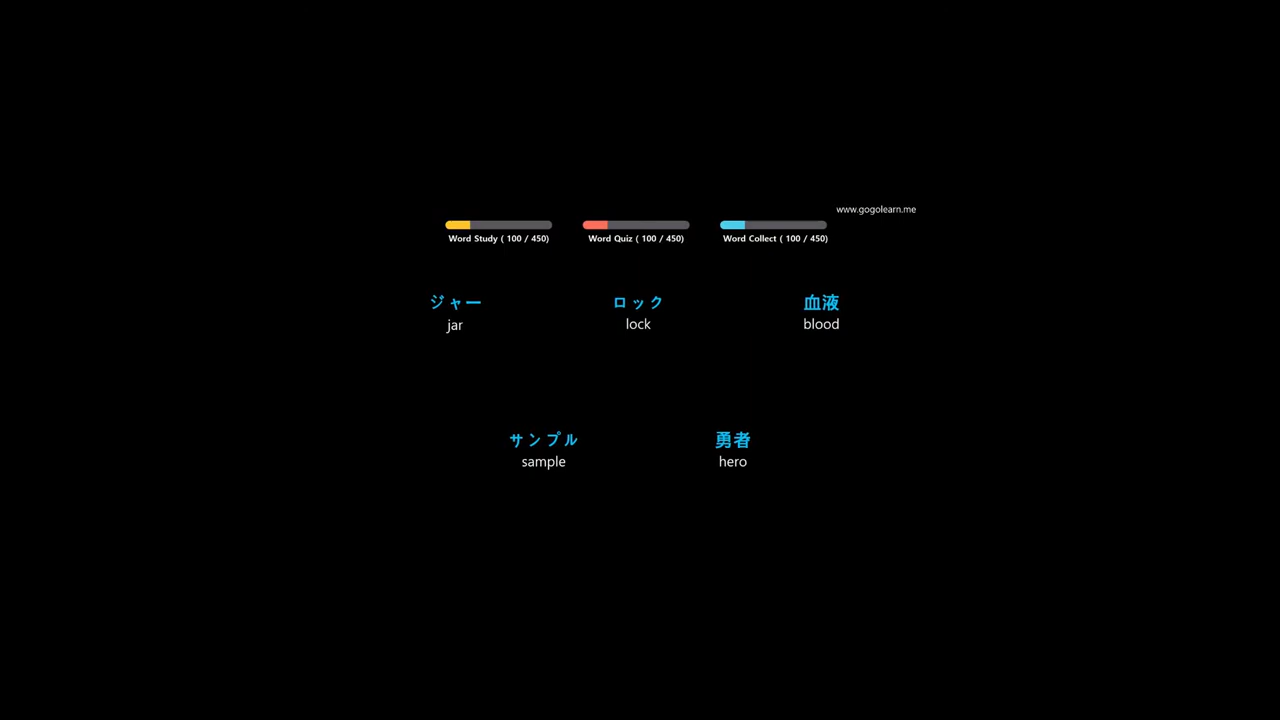 www.gogolearn.me
Word Study ( 100 / 450)
Word Quiz ( 100 / 450)
Word Collect ( 100 / 450)
ジャー
jar
ロック
lock
血液
blood
サンプル
sample
勇者
hero